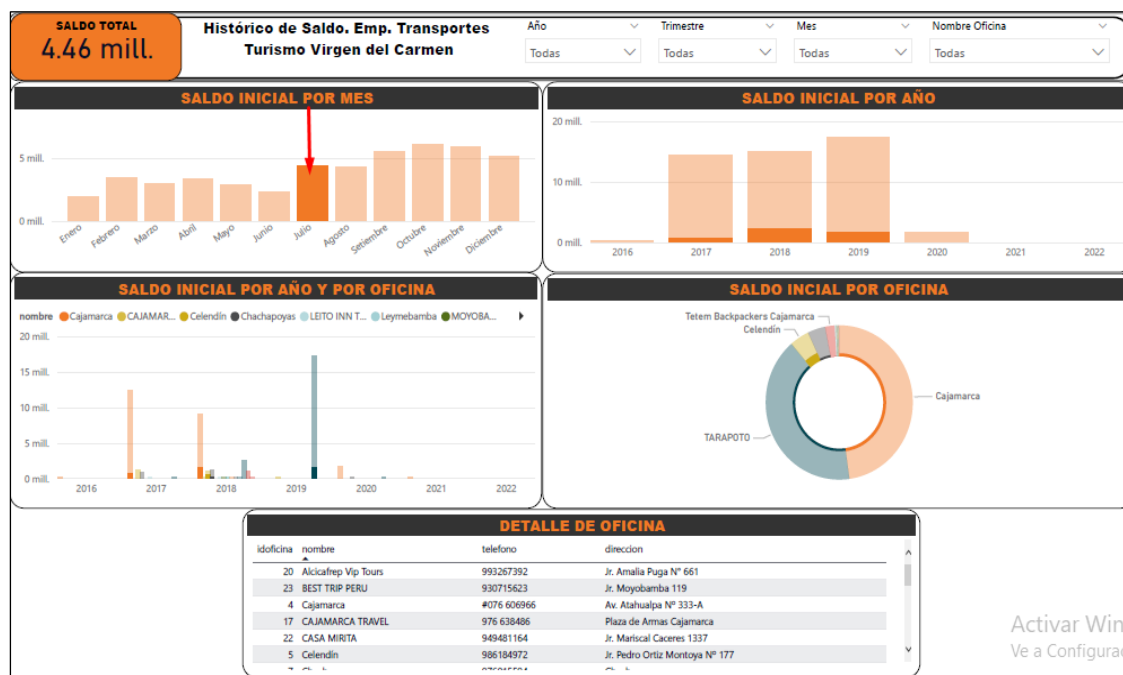 SALDO TOTAL
4.46 mill.
Histórico de Saldo. Emp. Transportes
Turismo Virgen del Carmen
Año
Todas
Trimestre
Todas
Mes
Todas
Nombre Oficina
Todas
SALDO INICIAL POR MES
5 mill.
0 mill.
Enero
Febrero
Marzo
Abril
Mayo
Junio
Julio
Agosto
Setiembre
Octubre
Noviembre
Diciembre
SALDO INICIAL POR AÑO
20 mill.
10 mill.
0 mill.
2016 2017 2018 2019 2020 2021 2022
SALDO INICIAL POR AÑO Y POR OFICINA
nombre Cajamarca CAJAMAR... Celendín Chachapoyas LEITO INN T... Leymebamba MOYOBA...
20 mill.
15 mill.
10 mill.
5 mill.
0 mill.
2016 2017 2018 2019 2020 2021 2022
SALDO INCIAL POR OFICINA
Tetem Backpackers Cajamarca
Celendín
Cajamarca
TARAPOTO
DETALLE DE OFICINA
idoficina nombre telefono direccion
20 Alcicafrep Vip Tours 993267392 Jr. Amalia Puga N° 661
23 BEST TRIP PERU 930715623 Jr. Moyobamba 119
4 Cajamarca #076 606966 Av. Atahualpa Nº 333-A
17 CAJAMARCA TRAVEL 976 638486 Plaza de Armas Cajamarca
22 CASA MIRITA 949481164 Jr. Mariscal Caceres 1337
5 Celendín 986184972 Jr. Pedro Ortiz Montoya Nº 177
Activar Win
Ve a Configurac